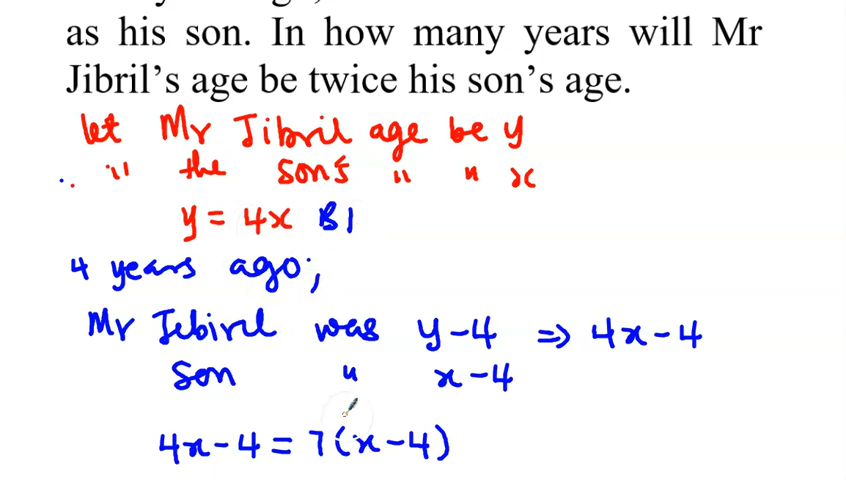 as his son. In how many years will Mr
Jibril's age be twice his son's age.
let Mr Jibril age be y
∴ " the son's " " x
y = 4x B1
4 years ago;
Mr Jibril was y-4 ⇒ 4x-4
Son " x-4
4x-4 = 7(x-4)